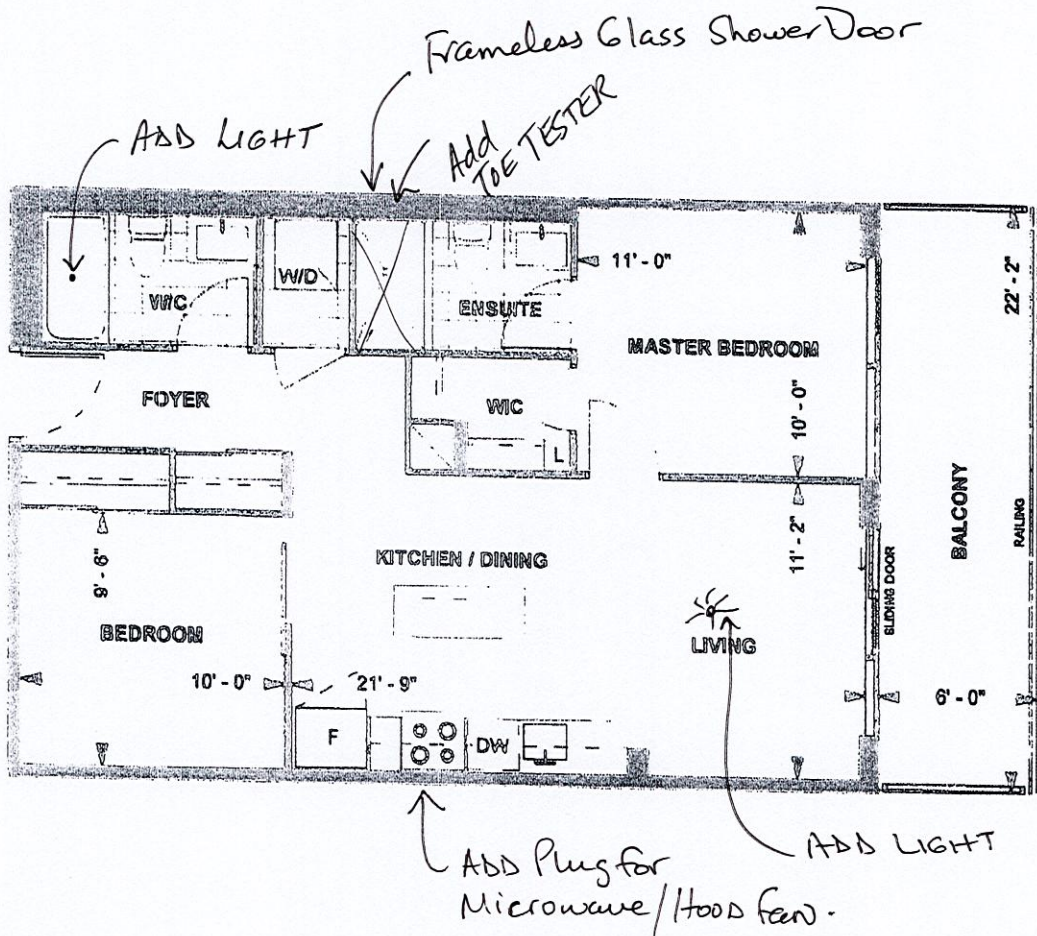 Frameless Glass Shower Door
ADD LIGHT
Add
TOE TESTER
W/C
W/D
ENSUITE
11' - 0"
22' - 2"
MASTER BEDROOM
FOYER
WIC
10' - 0"
L
BALCONY
RAILING
9' - 9"
KITCHEN / DINING
11' - 2"
SLIDING DOOR
BEDROOM
LIVING
10' - 0"
21' - 9"
6' - 0"
F
DW
ADD Plug for
Microwave/Hood fan.
ADD LIGHT